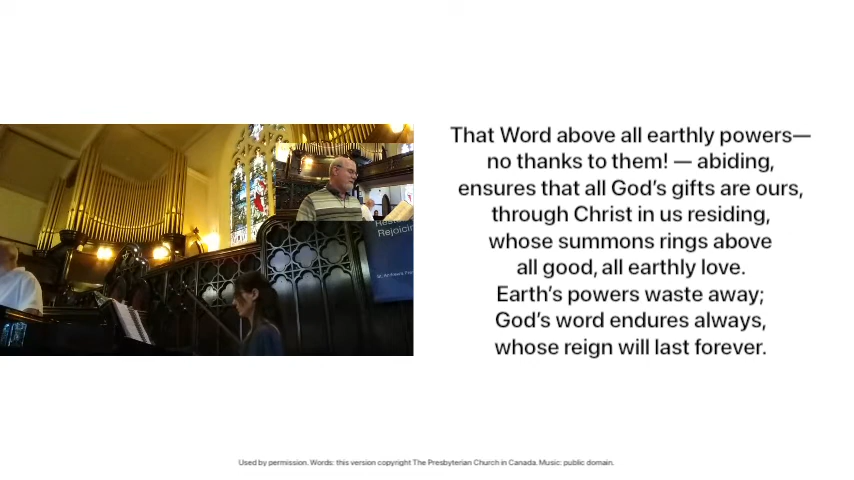 Rejoicing
That Word above all earthly powers—
no thanks to them! — abiding,
ensures that all God's gifts are ours,
through Christ in us residing,
whose summons rings above
all good, all earthly love.
Earth's powers waste away;
God's word endures always,
whose reign will last forever.
Used by permission. Words: this version copyright The Presbyterian Church in Canada. Music: public domain.